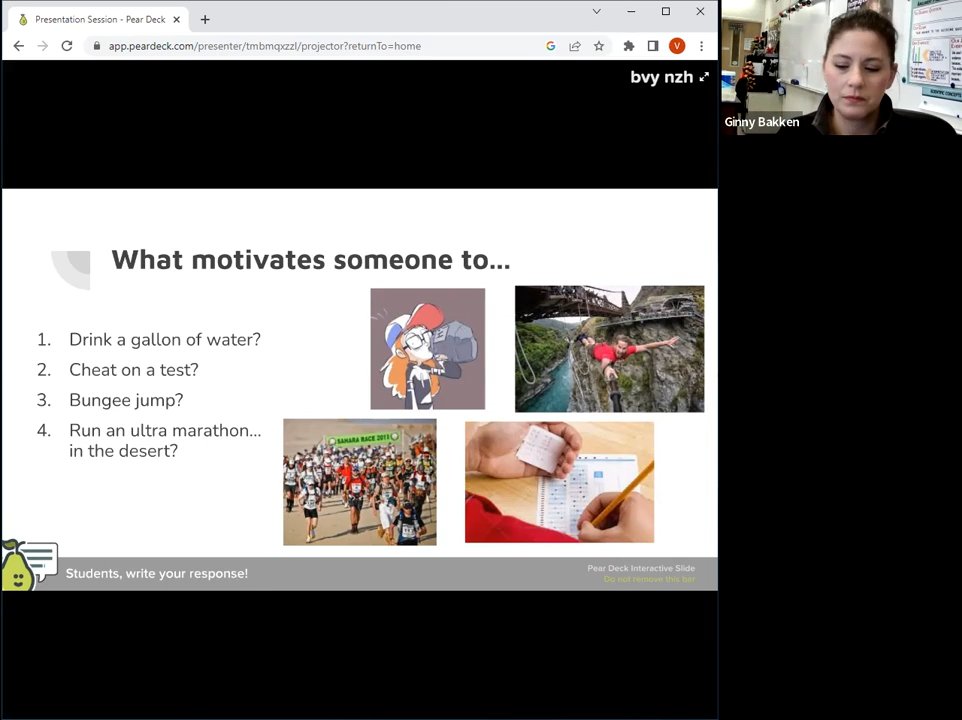 Presentation Session - Pear Deck
app.peardeck.com/presenter/tmbmqxzzl/projector?returnTo=home
V
bvy nzh
Ginny Bakken
What motivates someone to...
1. Drink a gallon of water?
2. Cheat on a test?
3. Bungee jump?
4. Run an ultra marathon...
in the desert?
SAHARA RACE 2011
Students, write your response!
Pear Deck Interactive Slide
Do not remove this bar